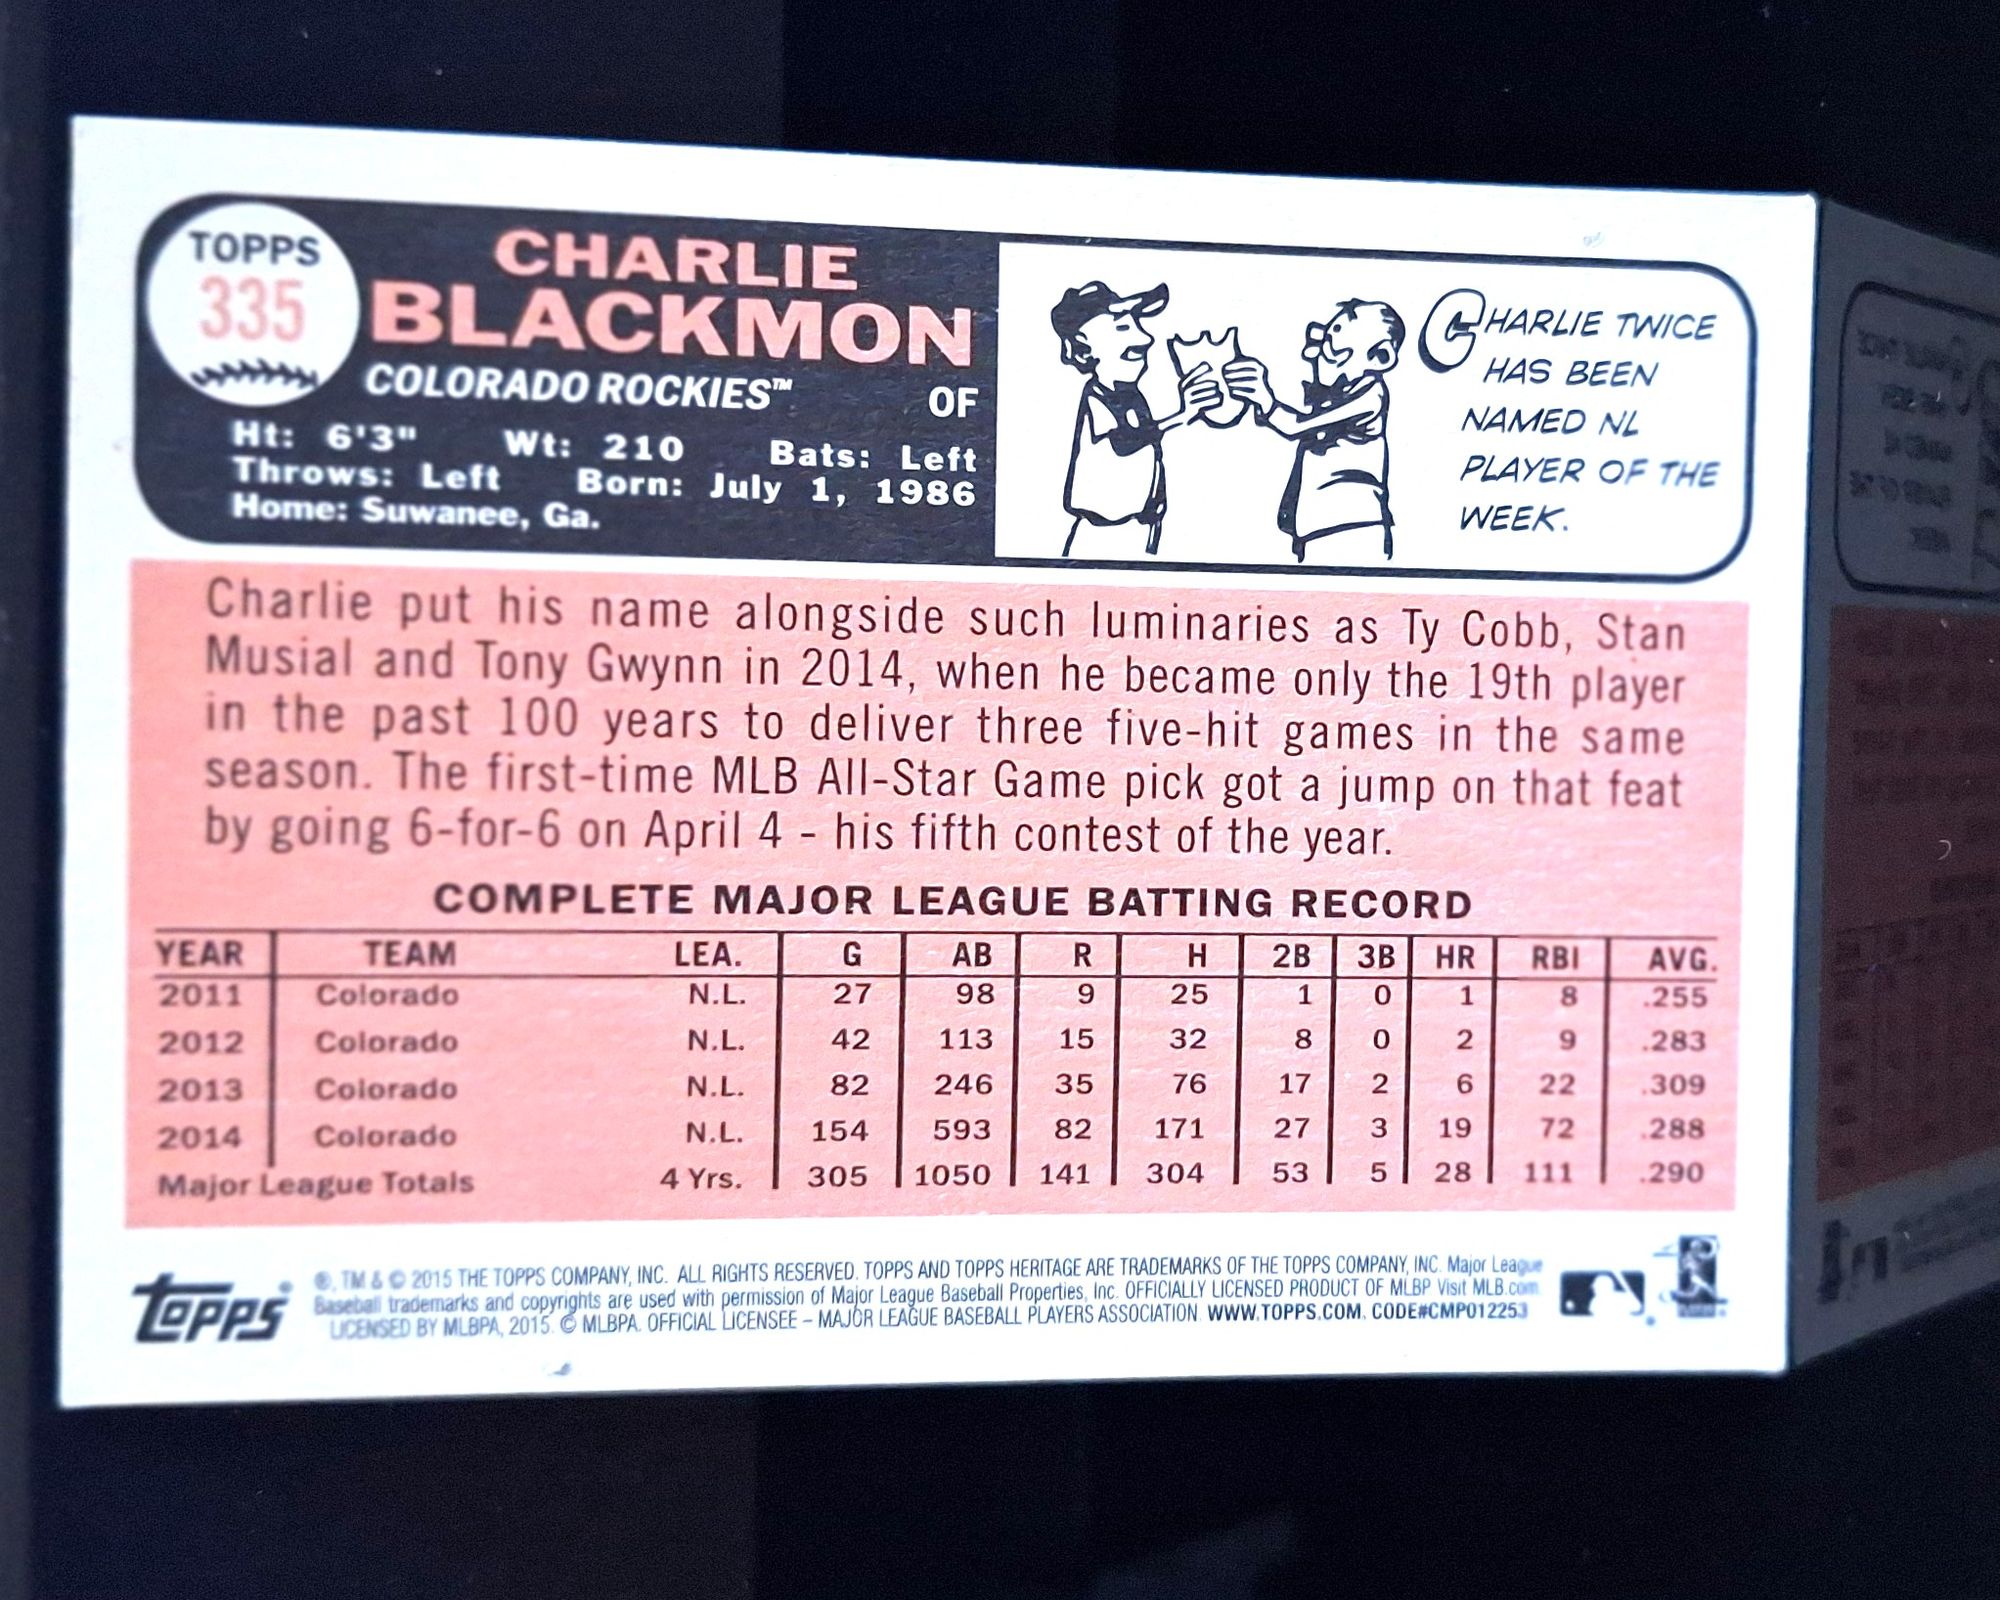 TOPPS
335
CHARLIE
BLACKMON
COLORADO ROCKIES™ OF
Ht: 6'3" Wt: 210 Bats: Left
Throws: Left Born: July 1, 1986
Home: Suwanee, Ga.
CHARLIE TWICE
HAS BEEN
NAMED NL
PLAYER OF THE
WEEK.
Charlie put his name alongside such luminaries as Ty Cobb, Stan
Musial and Tony Gwynn in 2014, when he became only the 19th player
in the past 100 years to deliver three five-hit games in the same
season. The first-time MLB All-Star Game pick got a jump on that feat
by going 6-for-6 on April 4 - his fifth contest of the year.
COMPLETE MAJOR LEAGUE BATTING RECORD
YEAR TEAM LEA. G AB R H 2B 3B HR RBI AVG.
2011 Colorado N.L. 27 98 9 25 1 0 1 8 .255
2012 Colorado N.L. 42 113 15 32 8 0 2 9 .283
2013 Colorado N.L. 82 246 35 76 17 2 6 22 .309
2014 Colorado N.L. 154 593 82 171 27 3 19 72 .288
Major League Totals 4 Yrs. 305 1050 141 304 53 5 28 111 .290
TOPPS
®, TM & © 2015 THE TOPPS COMPANY, INC. ALL RIGHTS RESERVED. TOPPS AND TOPPS HERITAGE ARE TRADEMARKS OF THE TOPPS COMPANY, INC. Major League
Baseball trademarks and copyrights are used with permission of Major League Baseball Properties, Inc. OFFICIALLY LICENSED PRODUCT OF MLBP Visit MLB.com
LICENSED BY MLBPA, 2015. © MLBPA. OFFICIAL LICENSEE – MAJOR LEAGUE BASEBALL PLAYERS ASSOCIATION. WWW.TOPPS.COM. CODE#CMP012253